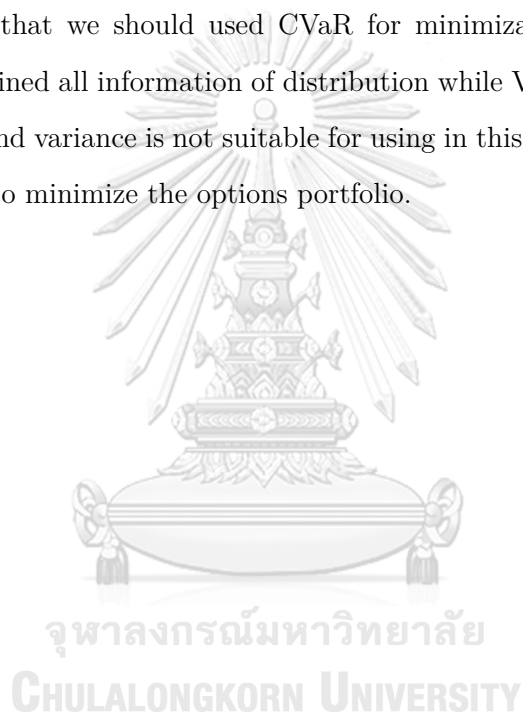 that we should used CVaR for minimiza
ined all information of distribution while V
nd variance is not suitable for using in this
o minimize the options portfolio.
จุฬาลงกรณ์มหาวิทยาลัย
CHULALONGKORN UNIVERSITY